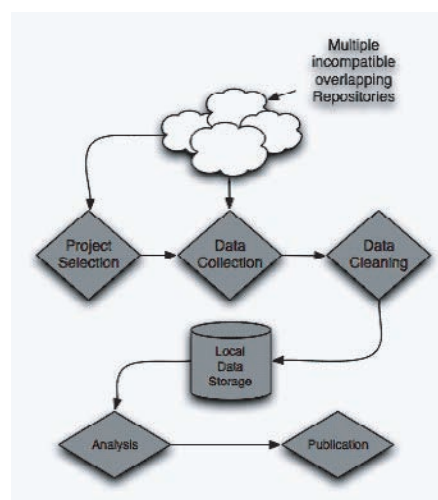 Multiple
incompatible
overlapping
Repositories
Project
Selection
Data
Collection
Data
Cleaning
Local
Data
Storage
Analysis
Publication